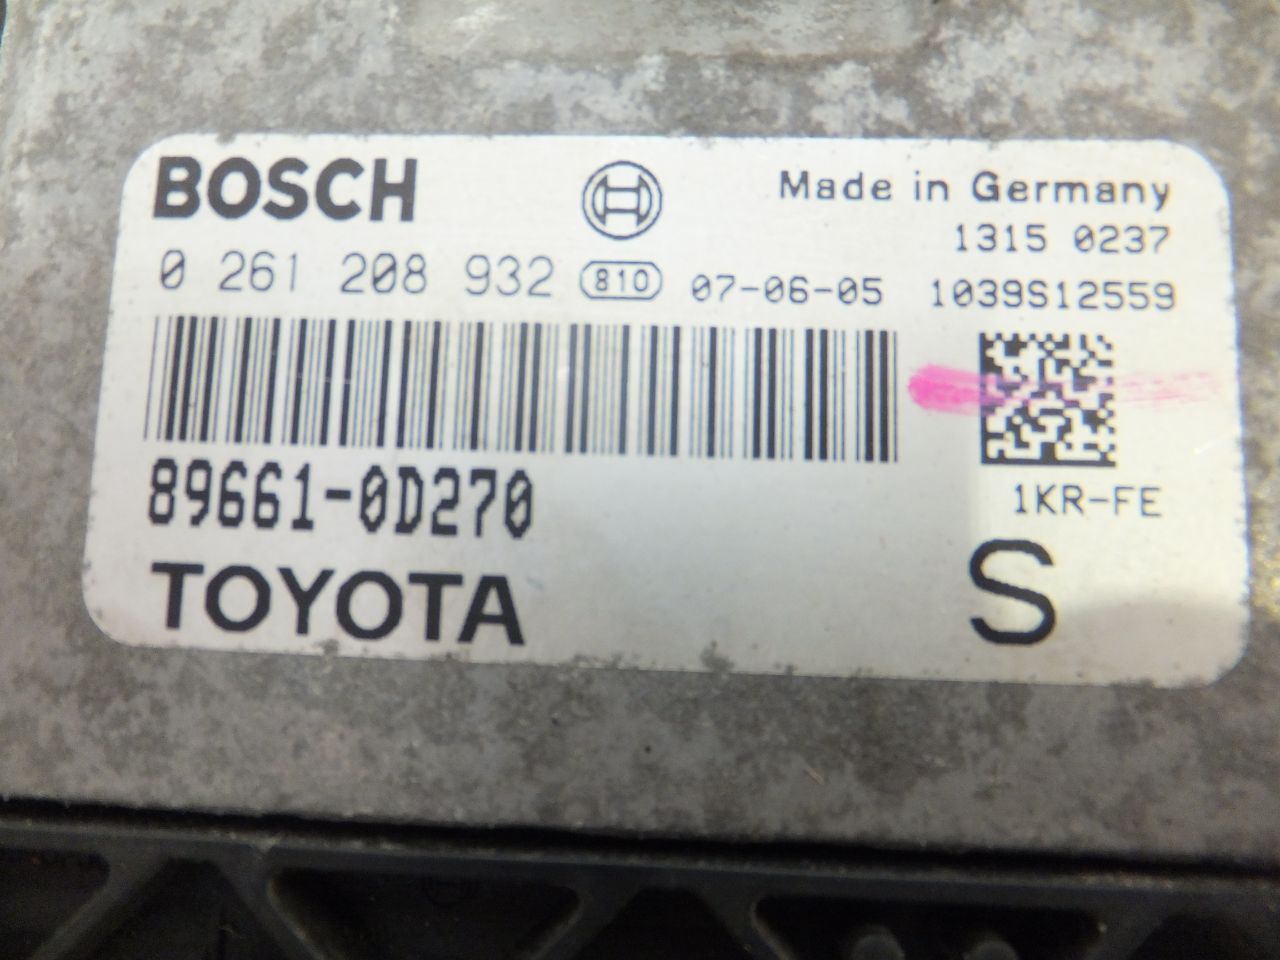 BOSCH
Made in Germany
1315 0237
0 261 208 932 810 07-06-05 1039S12559
89661-0D270
1KR-FE
TOYOTA
S